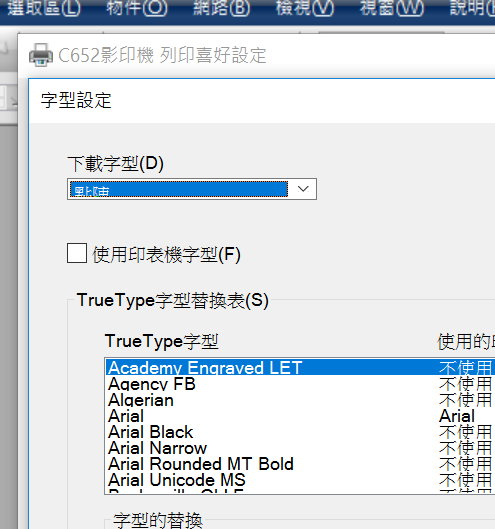 選取區(L) 物件(O) 網路(B) 檢視(V) 視窗(W) 說明
C652影印機 列印喜好設定
字型設定
下載字型(D)
點陣
使用印表機字型(F)
TrueType字型替換表(S)
TrueType字型 使用的
Academy Engraved LET 不使用
Agency FB 不使用
Algerian 不使用
Arial Arial
Arial Black 不使用
Arial Narrow 不使用
Arial Rounded MT Bold 不使用
Arial Unicode MS 不使用
字型的替換